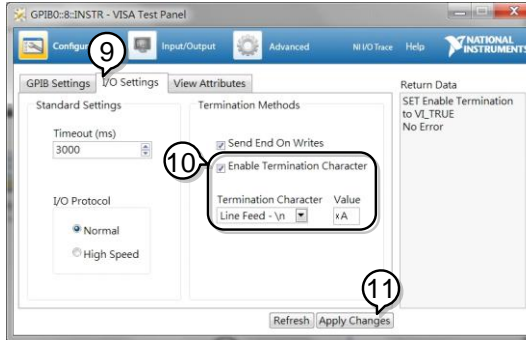 GPIB0::8::INSTR - VISA Test Panel
Configu
9
Input/Output
Advanced
NI I/O Trace
Help
NATIONAL
INSTRUMENTS
GPIB Settings
I/O Settings
View Attributes
Return Data
SET Enable Termination
to VI_TRUE
No Error
Standard Settings
Timeout (ms)
3000
I/O Protocol
Normal
High Speed
Termination Methods
Send End On Writes
10
Enable Termination Character
Termination Character Value
Line Feed - \n xA
11
Refresh Apply Changes